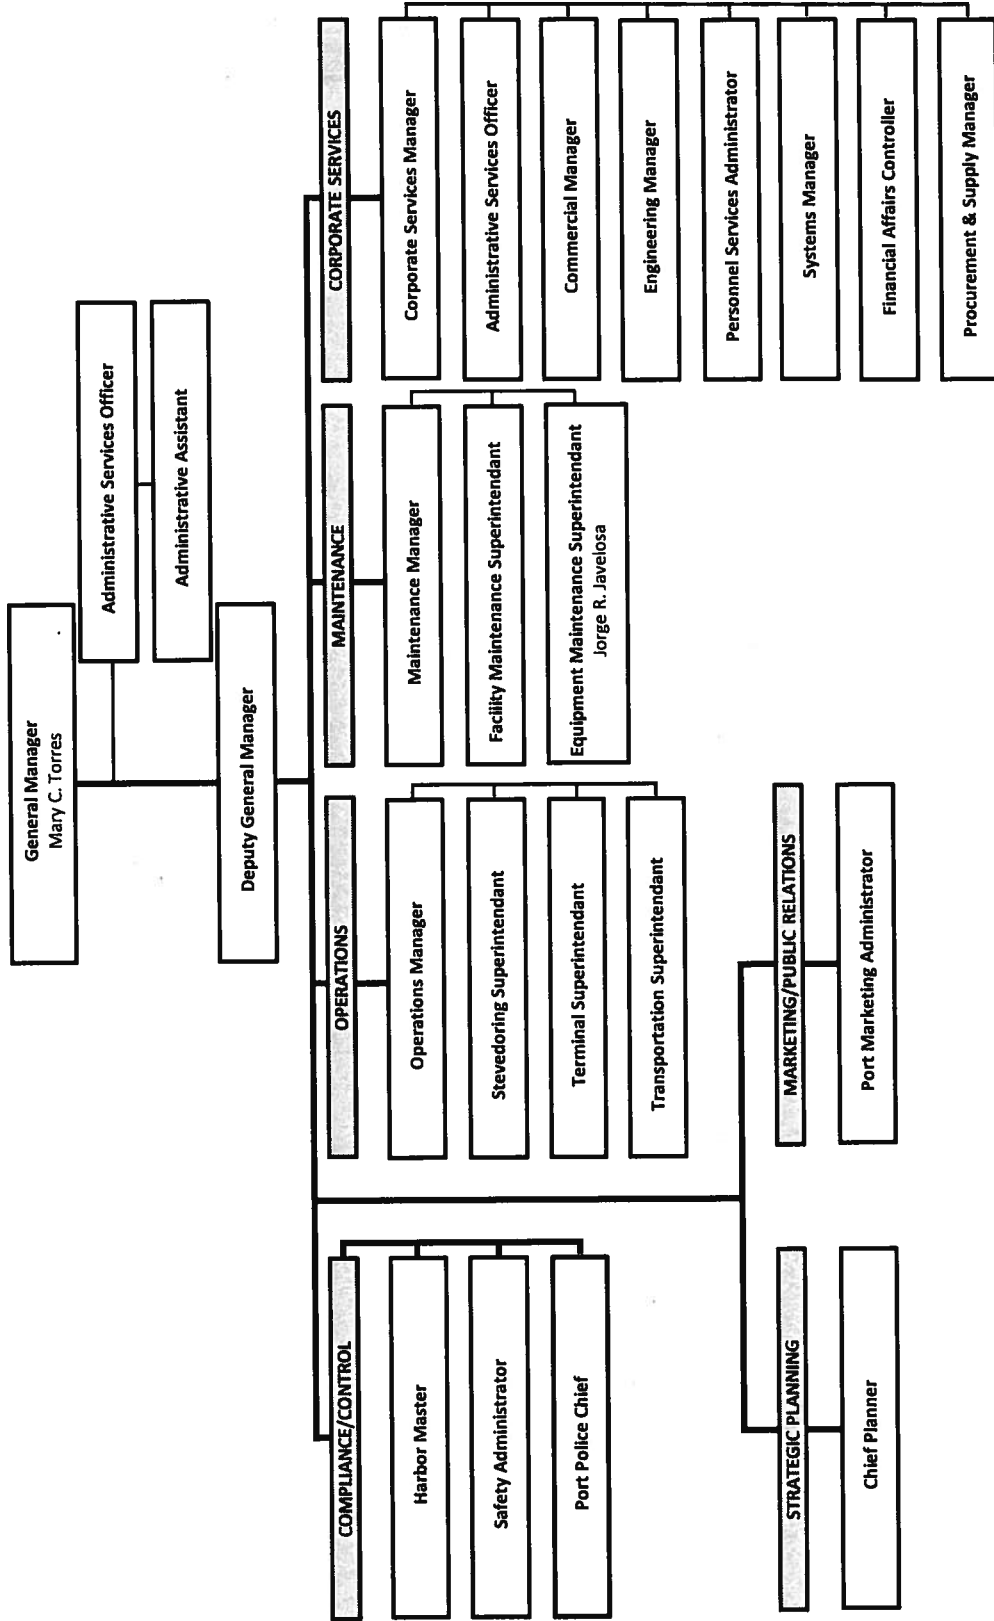 General Manager
Mary C. Torres
Administrative Services Officer
Administrative Assistant
Deputy General Manager
COMPLIANCE/CONTROL
Harbor Master
Safety Administrator
Port Police Chief
OPERATIONS
Operations Manager
Stevedoring Superintendant
Terminal Superintendant
Transportation Superintendant
MAINTENANCE
Maintenance Manager
Facility Maintenance Superintendant
Equipment Maintenance Superintendant
Jorge R. Javelosa
CORPORATE SERVICES
Corporate Services Manager
Administrative Services Officer
Commercial Manager
Engineering Manager
Personnel Services Administrator
Systems Manager
Financial Affairs Controller
Procurement & Supply Manager
STRATEGIC PLANNING
Chief Planner
MARKETING/PUBLIC RELATIONS
Port Marketing Administrator